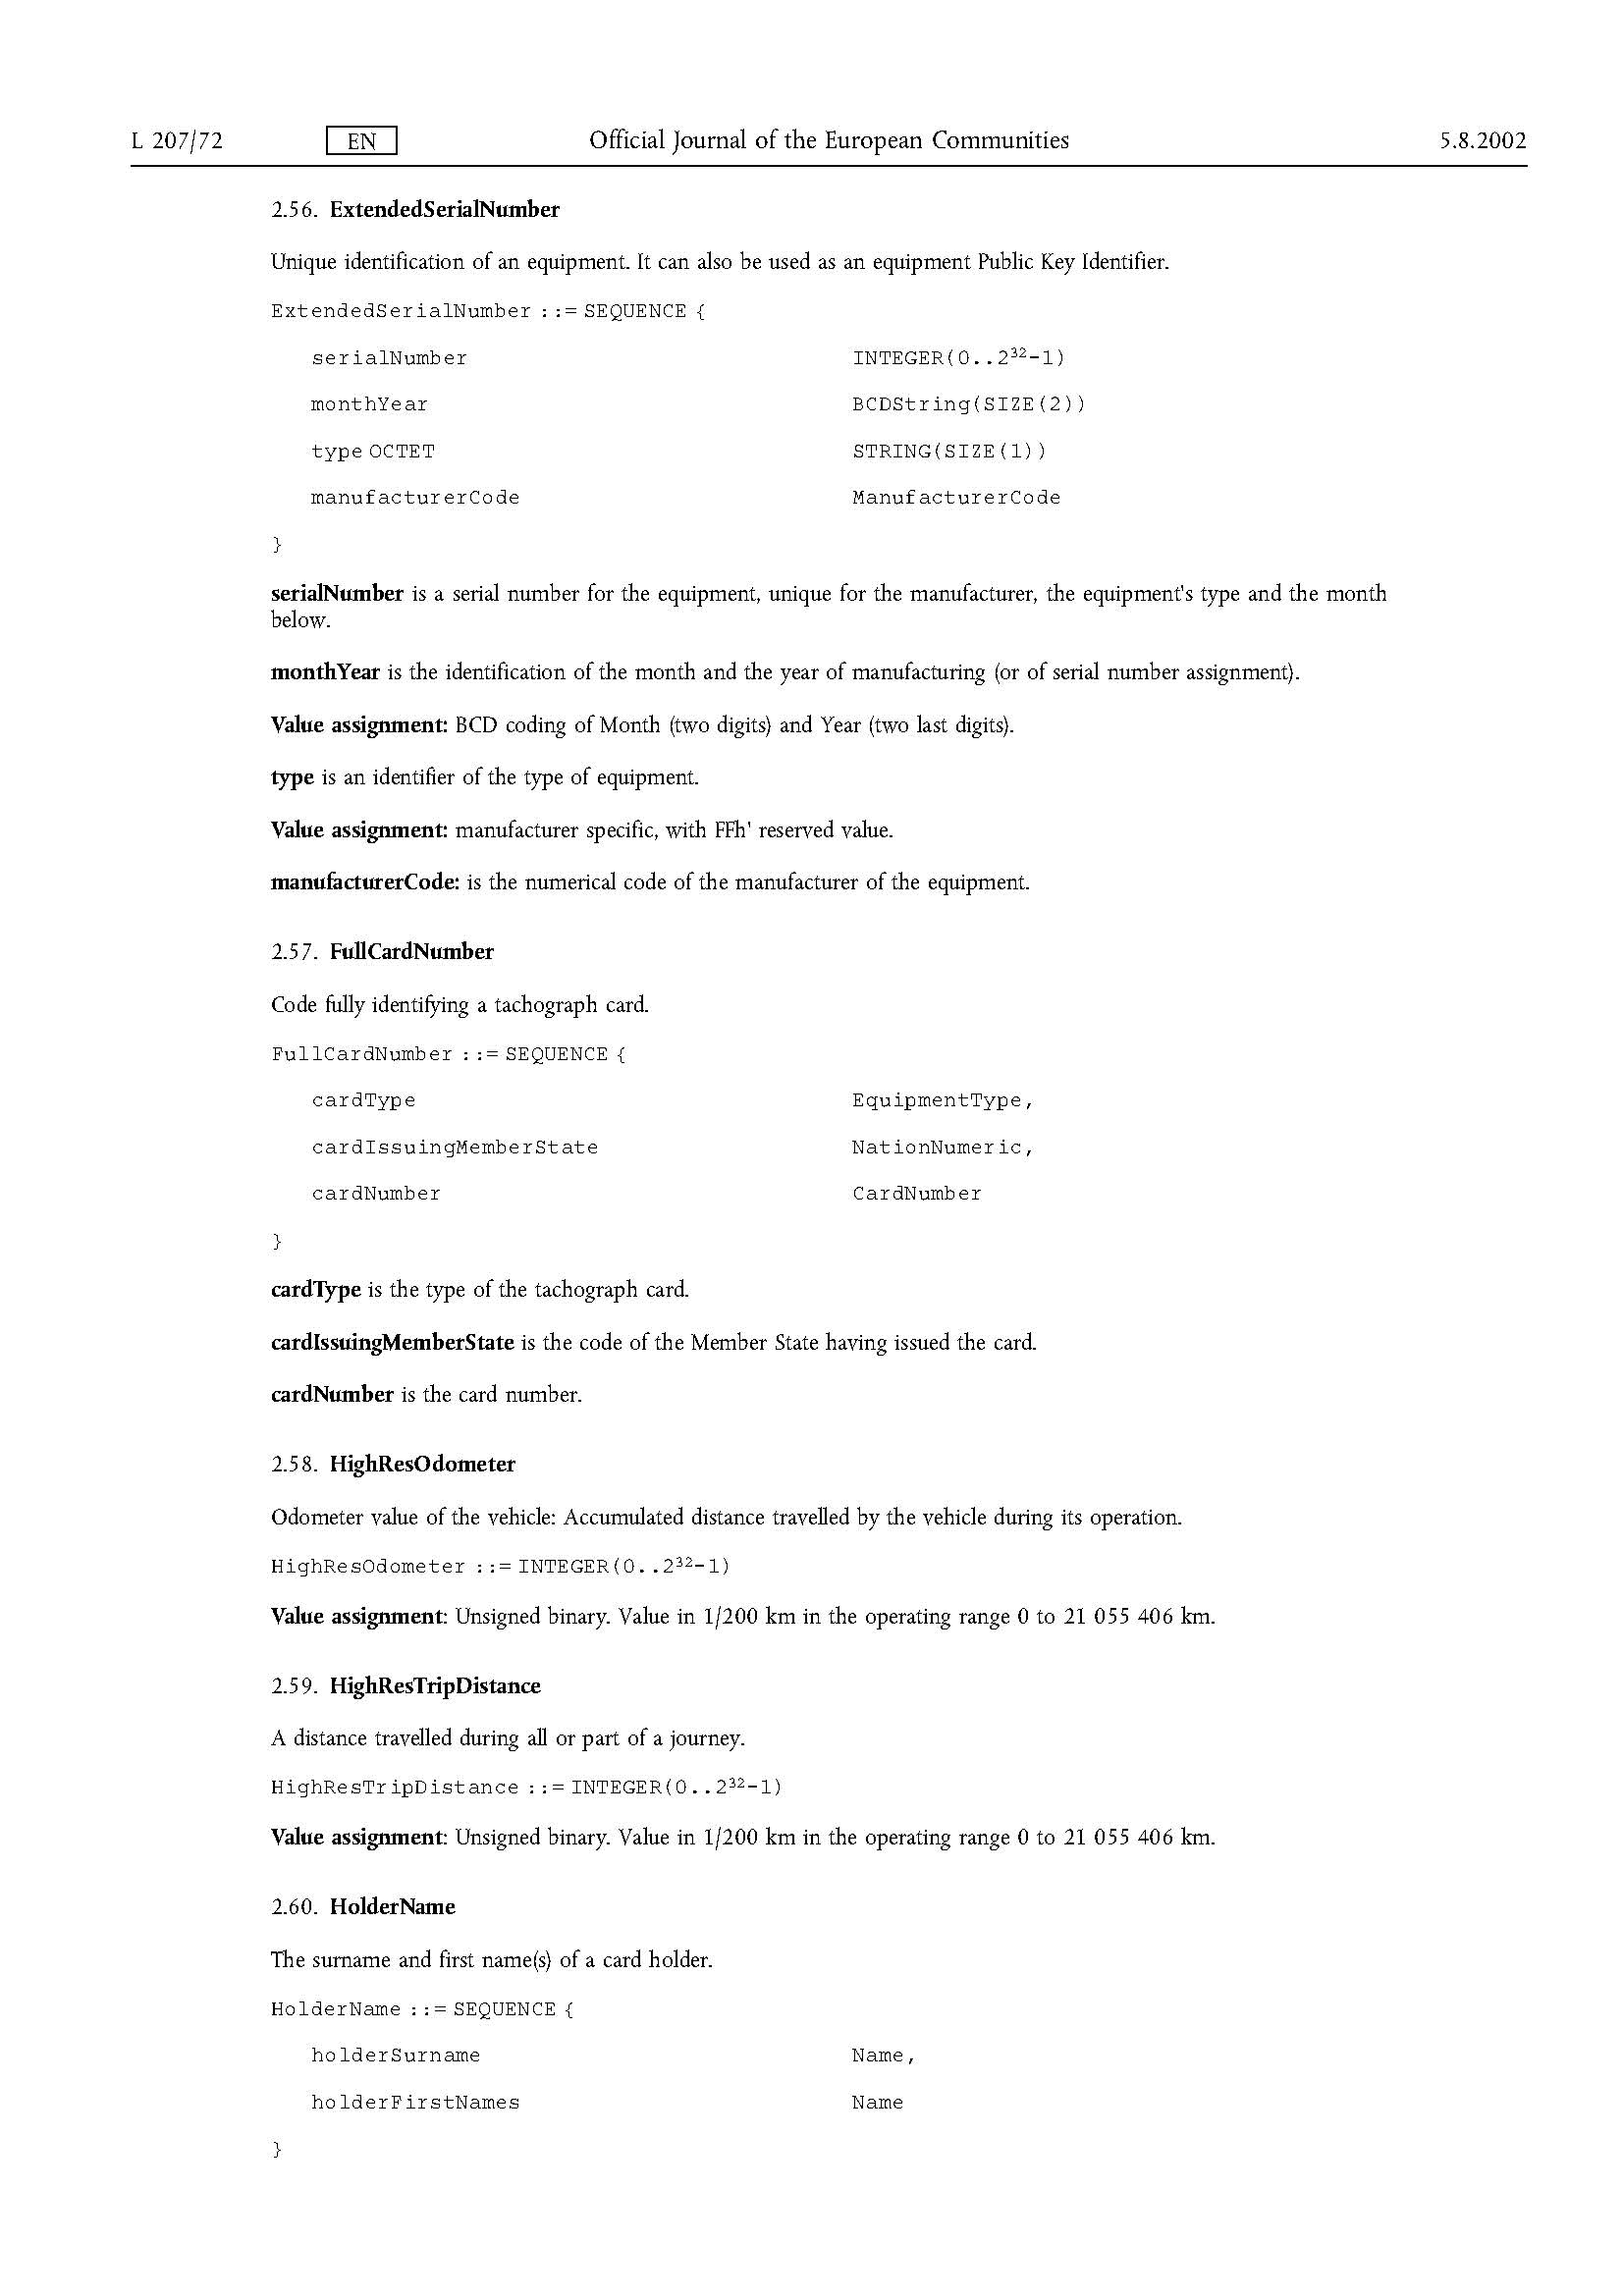 L 207/72 EN Official Journal of the European Communities 5.8.2002
2.56. ExtendedSerialNumber
Unique identification of an equipment. It can also be used as an equipment Public Key Identifier.
ExtendedSerialNumber ::= SEQUENCE {
serialNumber INTEGER(0..2³²-1)
monthYear BCDString(SIZE(2))
type OCTET STRING(SIZE(1))
manufacturerCode ManufacturerCode
}
serialNumber is a serial number for the equipment, unique for the manufacturer, the equipment's type and the month
below.
monthYear is the identification of the month and the year of manufacturing (or of serial number assignment).
Value assignment: BCD coding of Month (two digits) and Year (two last digits).
type is an identifier of the type of equipment.
Value assignment: manufacturer specific, with FFh' reserved value.
manufacturerCode: is the numerical code of the manufacturer of the equipment.
2.57. FullCardNumber
Code fully identifying a tachograph card.
FullCardNumber ::= SEQUENCE {
cardType EquipmentType,
cardIssuingMemberState NationNumeric,
cardNumber CardNumber
}
cardType is the type of the tachograph card.
cardIssuingMemberState is the code of the Member State having issued the card.
cardNumber is the card number.
2.58. HighResOdometer
Odometer value of the vehicle: Accumulated distance travelled by the vehicle during its operation.
HighResOdometer ::= INTEGER(0..2³²-1)
Value assignment: Unsigned binary. Value in 1/200 km in the operating range 0 to 21 055 406 km.
2.59. HighResTripDistance
A distance travelled during all or part of a journey.
HighResTripDistance ::= INTEGER(0..2³²-1)
Value assignment: Unsigned binary. Value in 1/200 km in the operating range 0 to 21 055 406 km.
2.60. HolderName
The surname and first name(s) of a card holder.
HolderName ::= SEQUENCE {
holderSurname Name,
holderFirstNames Name
}